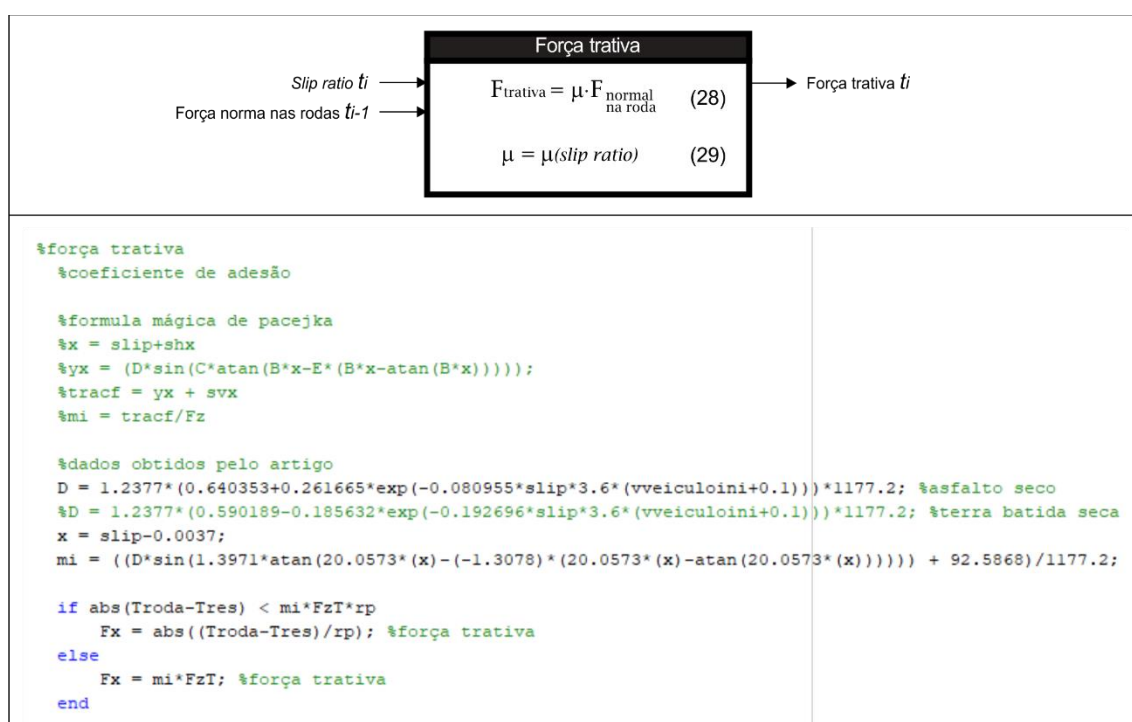 Força trativa
Slip ratio ti
Força norma nas rodas ti-1
Ftrativa = μ·Fnormal na roda (28)
μ = μ(slip ratio) (29)
Força trativa ti
%força trativa
%coeficiente de adesão
%formula mágica de pacejka
%x = slip+shx
%yx = (D*sin(C*atan(B*x-E*(B*x-atan(B*x)))));
%tracf = yx + svx
%mi = tracf/Fz
%dados obtidos pelo artigo
D = 1.2377*(0.640353+0.261665*exp(-0.080955*slip*3.6*(vveiculoini+0.1)))*1177.2; %asfalto seco
%D = 1.2377*(0.590189-0.185632*exp(-0.192696*slip*3.6*(vveiculoini+0.1)))*1177.2; %terra batida seca
x = slip-0.0037;
mi = ((D*sin(1.3971*atan(20.0573*(x)-(-1.3078)*(20.0573*(x)-atan(20.0573*(x)))))) + 92.5868)/1177.2;
if abs(Troda-Tres) < mi*FzT*rp
Fx = abs((Troda-Tres)/rp); %força trativa
else
Fx = mi*FzT; %força trativa
end